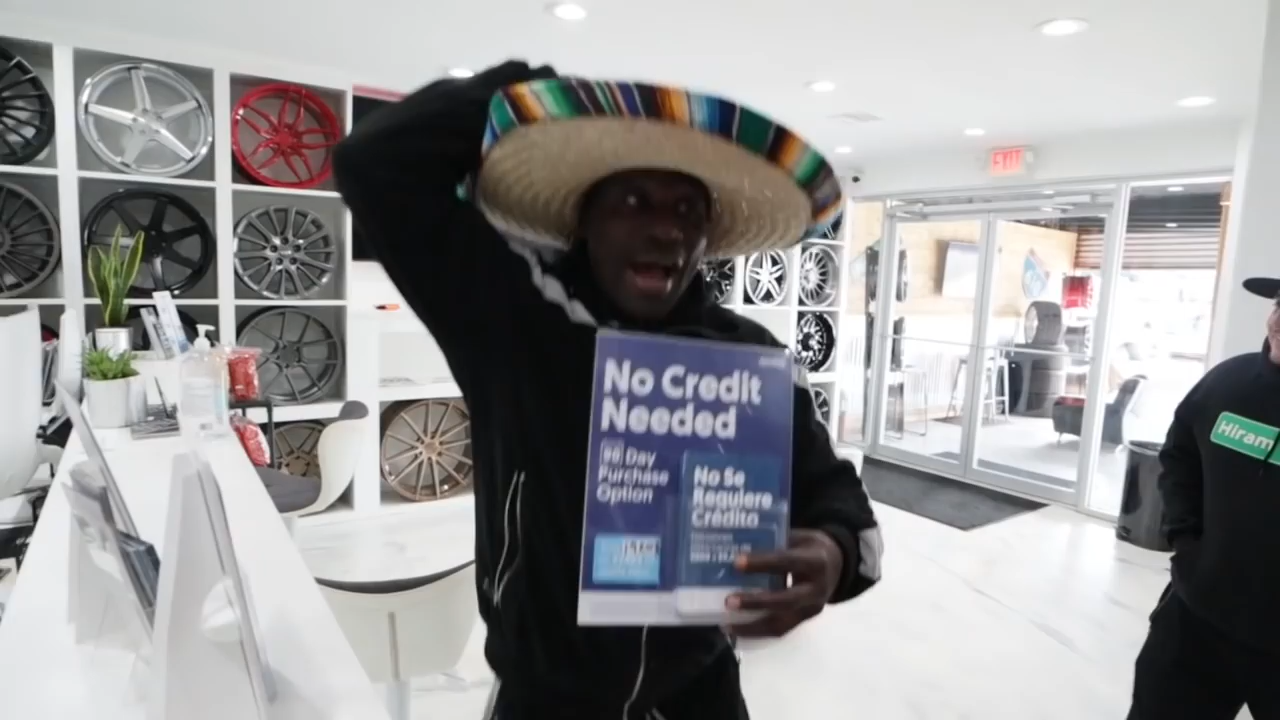 EXIT
No Credit
Needed
90 Day
Purchase
Option
No Se
Requiere
Crédito
Hiram